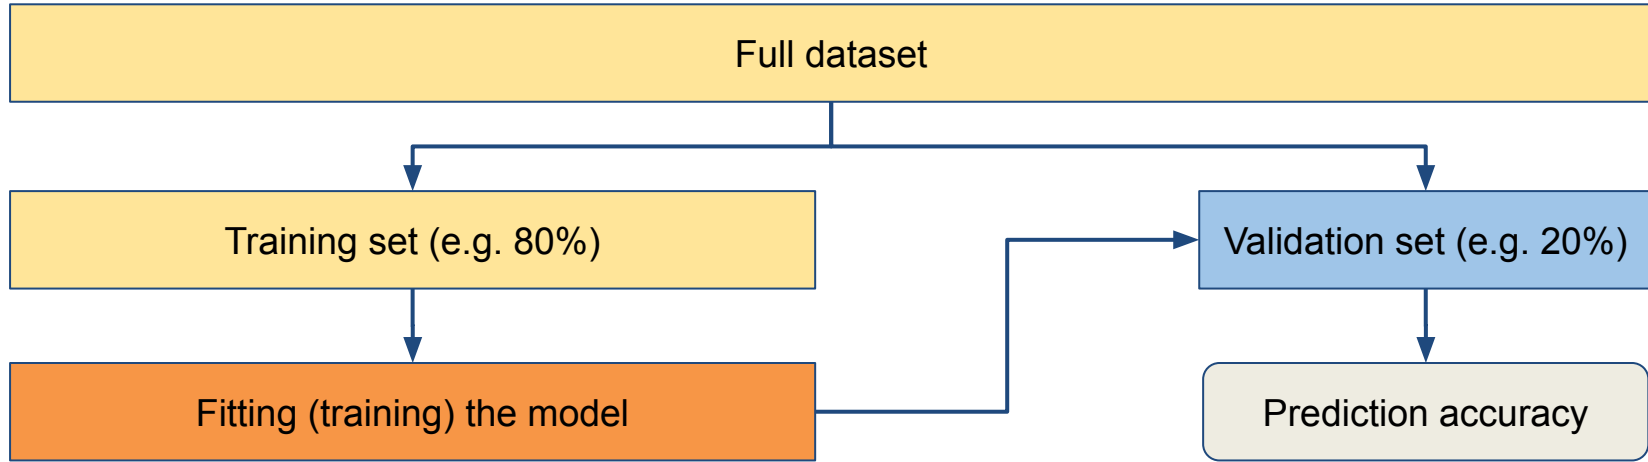 Full dataset
Training set (e.g. 80%)
Validation set (e.g. 20%)
Fitting (training) the model
Prediction accuracy